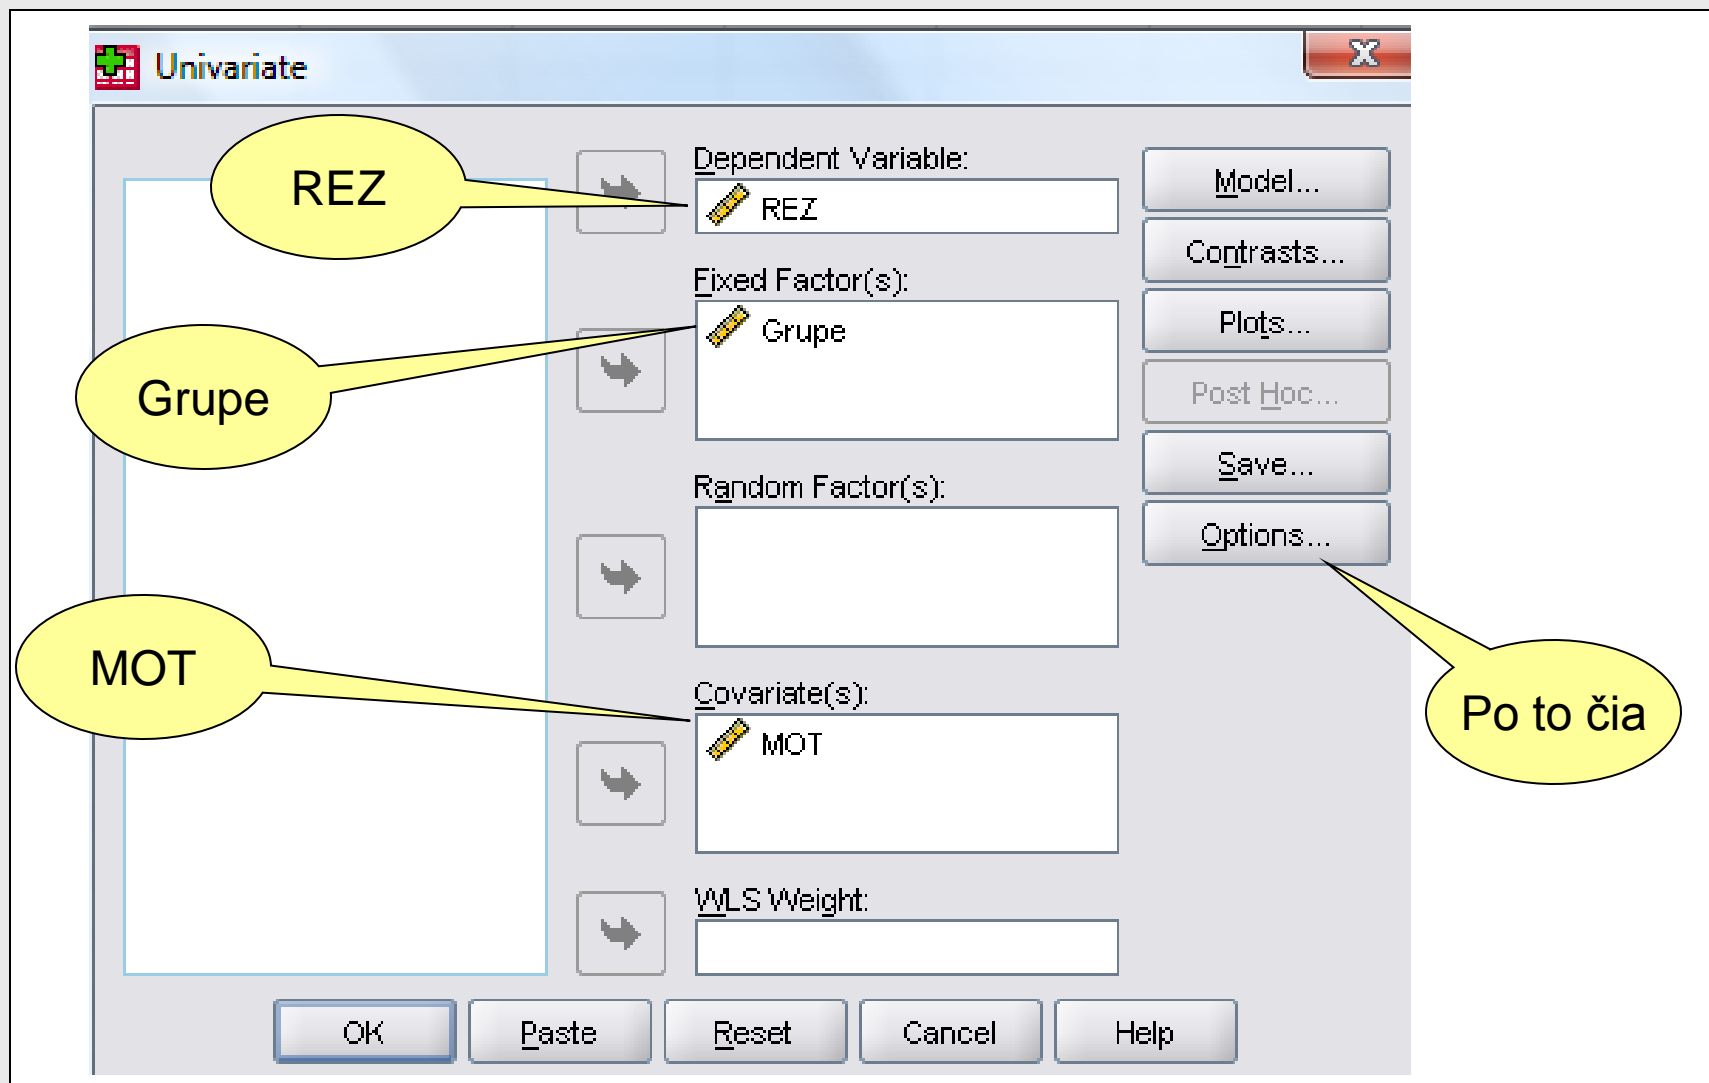 Univariate
REZ
Dependent Variable:
REZ
Model...
Contrasts...
Fixed Factor(s):
Grupe
Grupe
Plots...
Post Hoc...
Save...
Random Factor(s):
Options...
MOT
Covariate(s):
MOT
Po to čia
WLS Weight:
OK
Paste
Reset
Cancel
Help